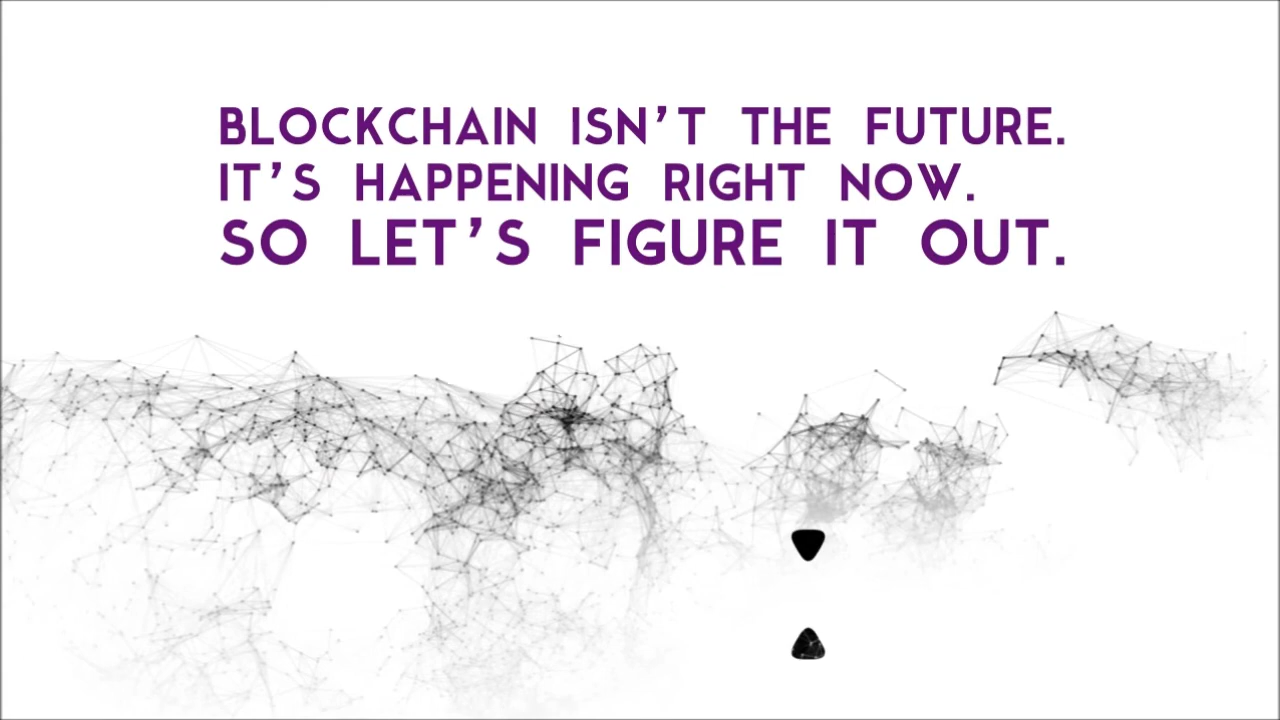 BLOCKCHAIN ISN’T THE FUTURE.
IT’S HAPPENING RIGHT NOW.
SO LET’S FIGURE IT OUT.